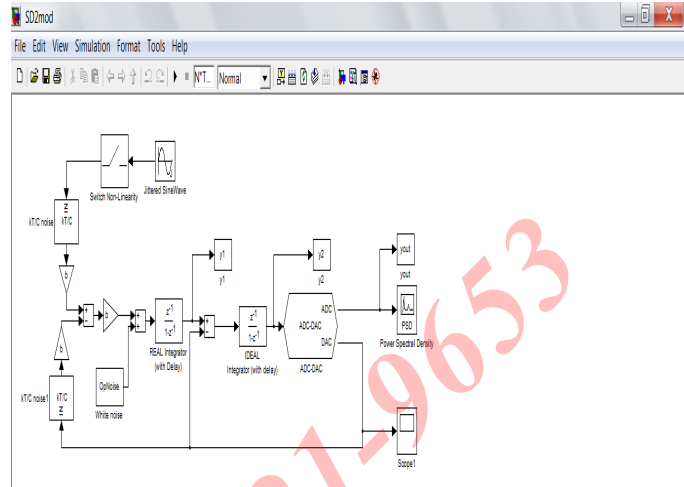 SD2mod
File Edit View Simulation Format Tools Help
N*T... Normal
Switch Non-Linearity
Jittered SineWave
kT/C noise
z
kT/C
b
y1
y1
y2
y2
yout
yout
+
-
b
+
+
z-1
1-z-1
REAL Integrator
(with Delay)
+
-
z-1
1-z-1
IDEAL
Integrator (with delay)
ADC
ADC-DAC
DAC
ADC-DAC
PSD
Power Spectral Density
b
OpNoise
White noise
kT/C noise1
kT/C
z
Scope1
31-9653